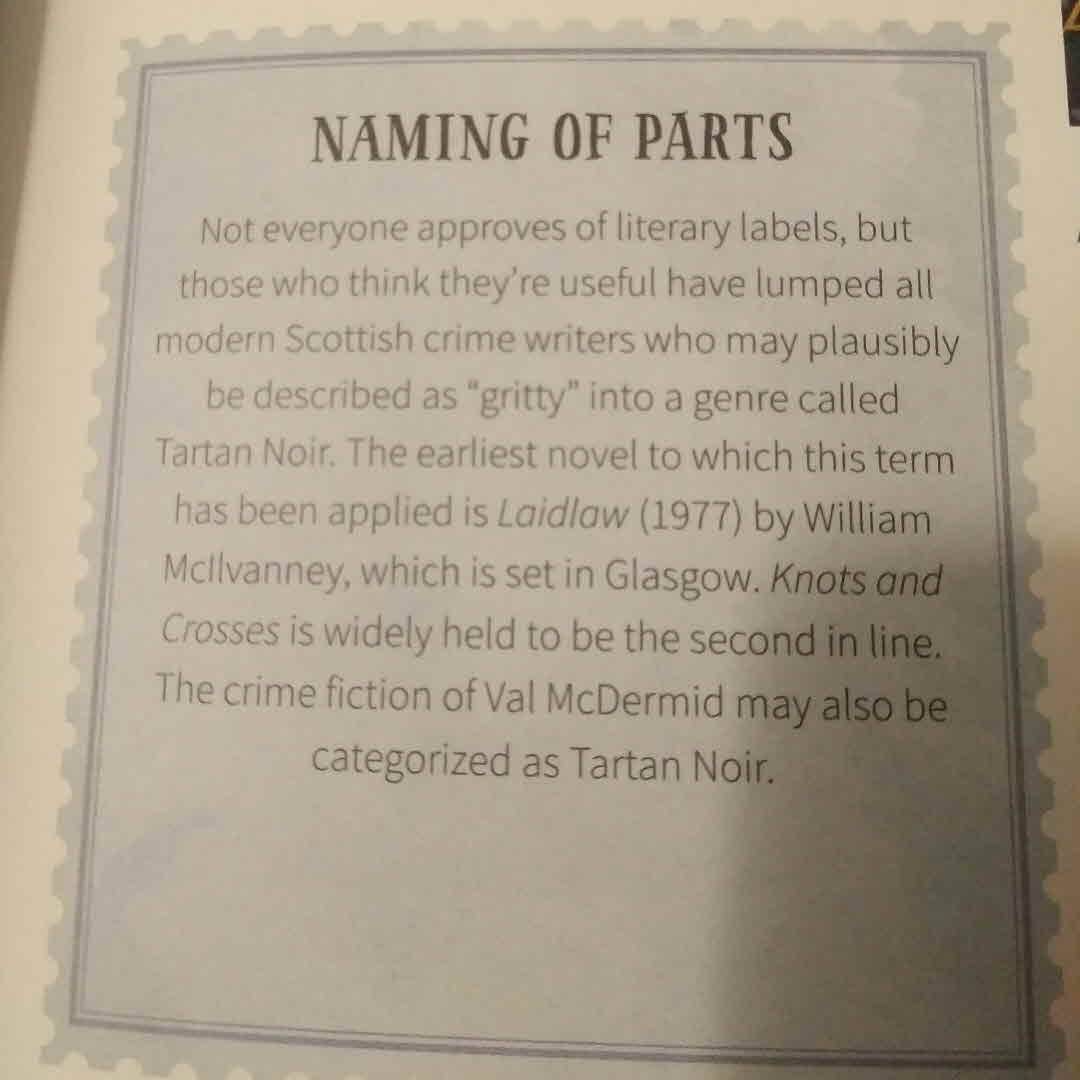 NAMING OF PARTS
Not everyone approves of literary labels, but
those who think they're useful have lumped all
modern Scottish crime writers who may plausibly
be described as “gritty” into a genre called
Tartan Noir. The earliest novel to which this term
has been applied is Laidlaw (1977) by William
McIlvanney, which is set in Glasgow. Knots and
Crosses is widely held to be the second in line.
The crime fiction of Val McDermid may also be
categorized as Tartan Noir.